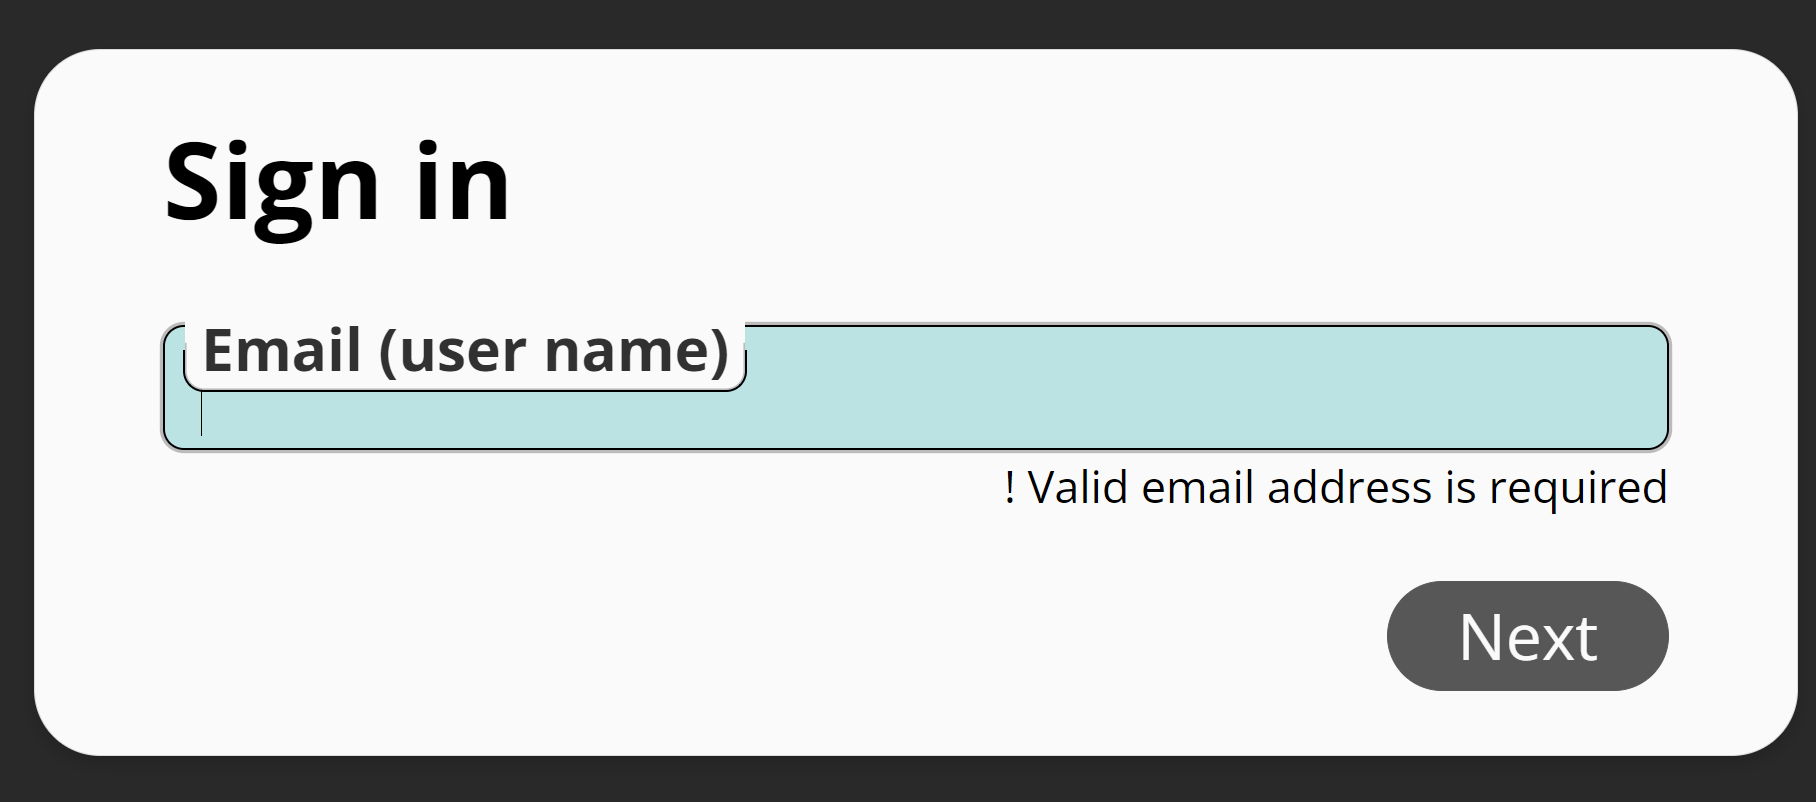 Sign in
Email (user name)
! Valid email address is required
Next